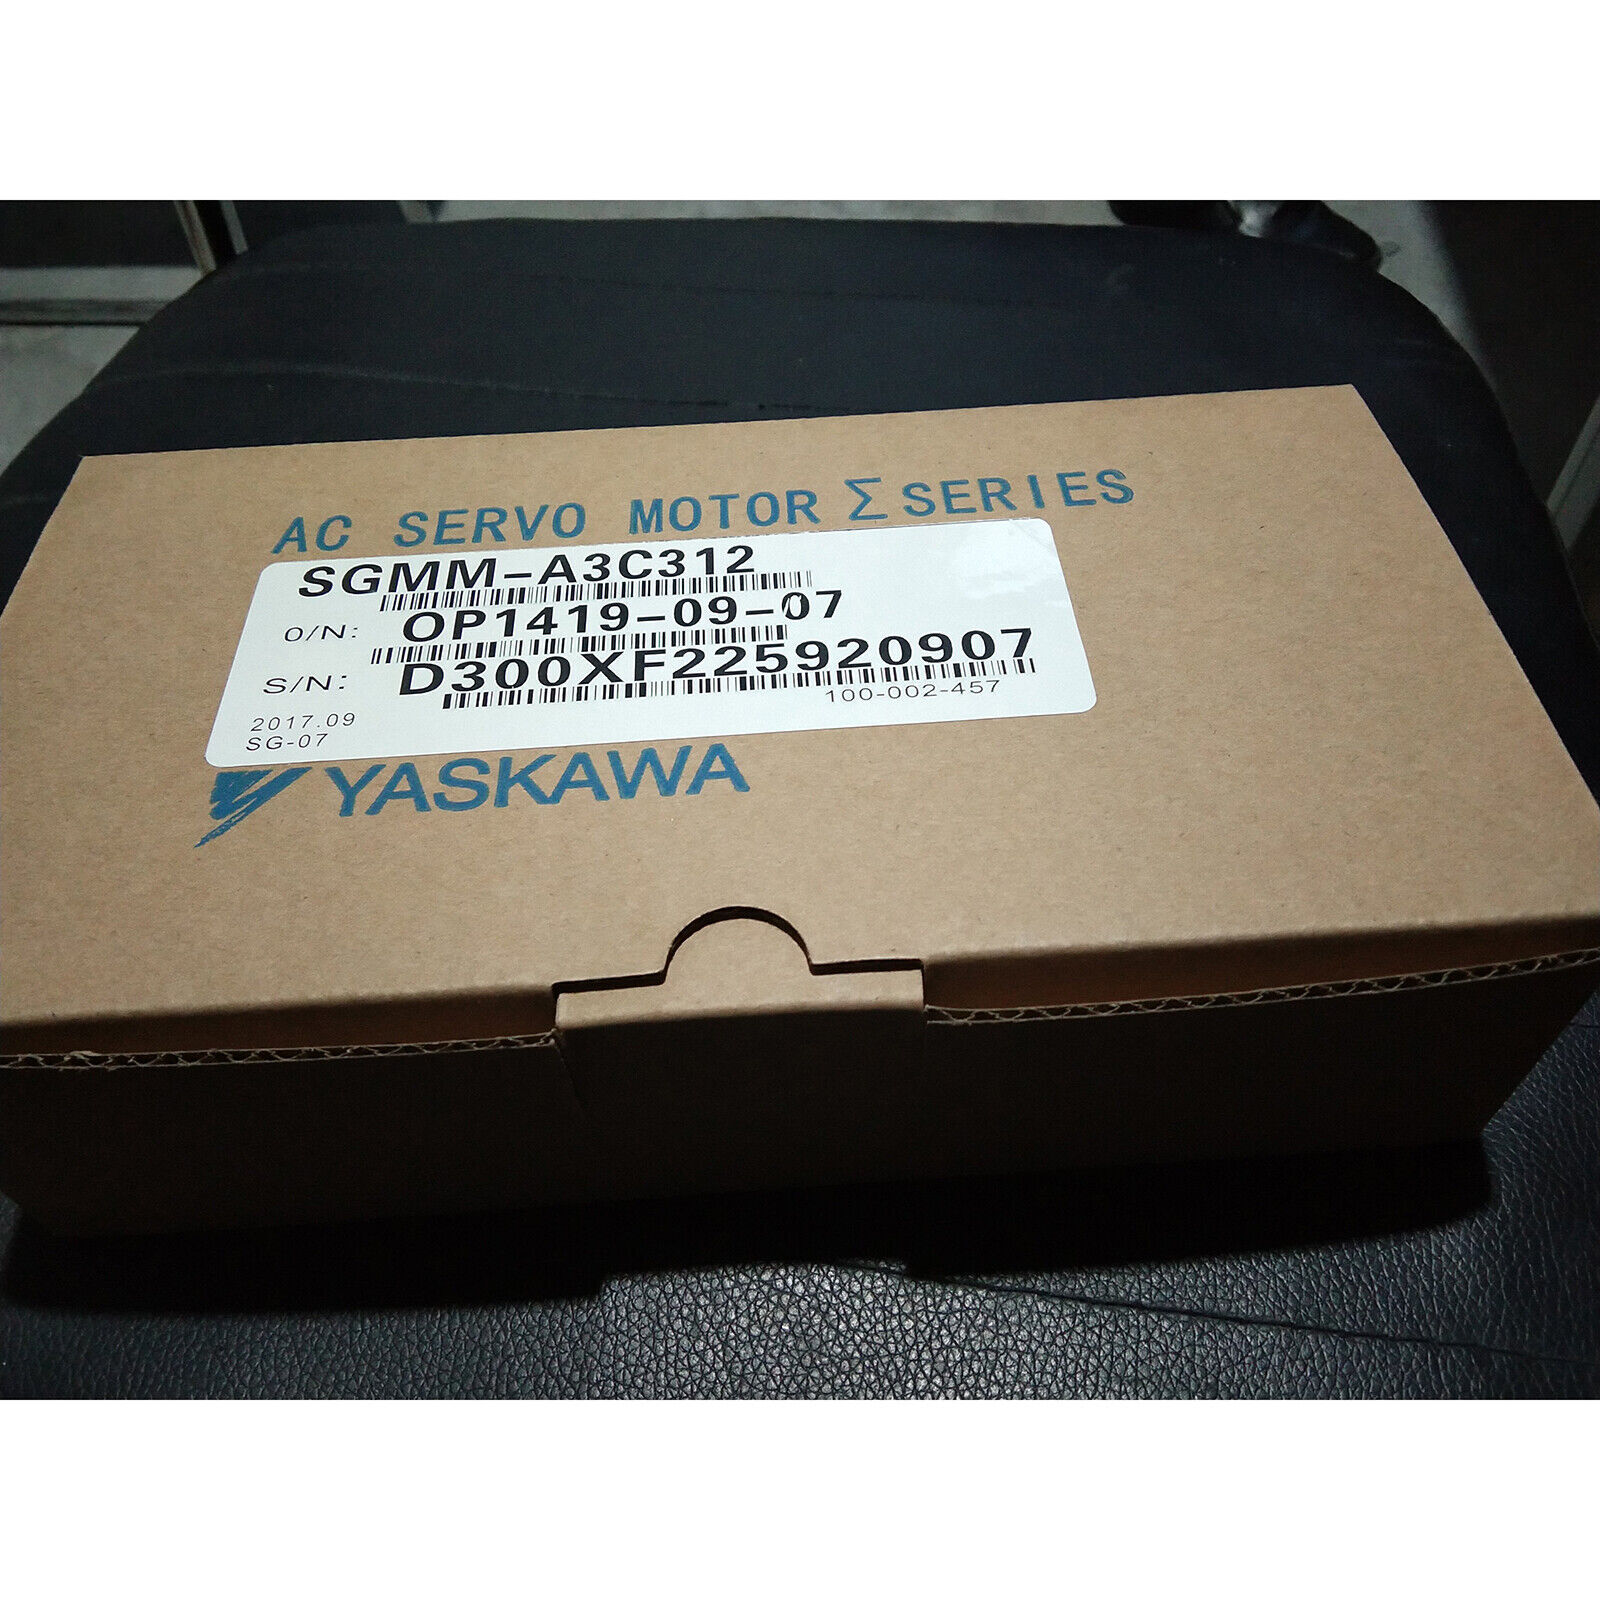 AC SERVO MOTOR Σ SERIES
SGMM-A3C312
O/N: OP1419-09-07
S/N: D300XF225920907
100-002-457
2017.09
SG-07
YASKAWA